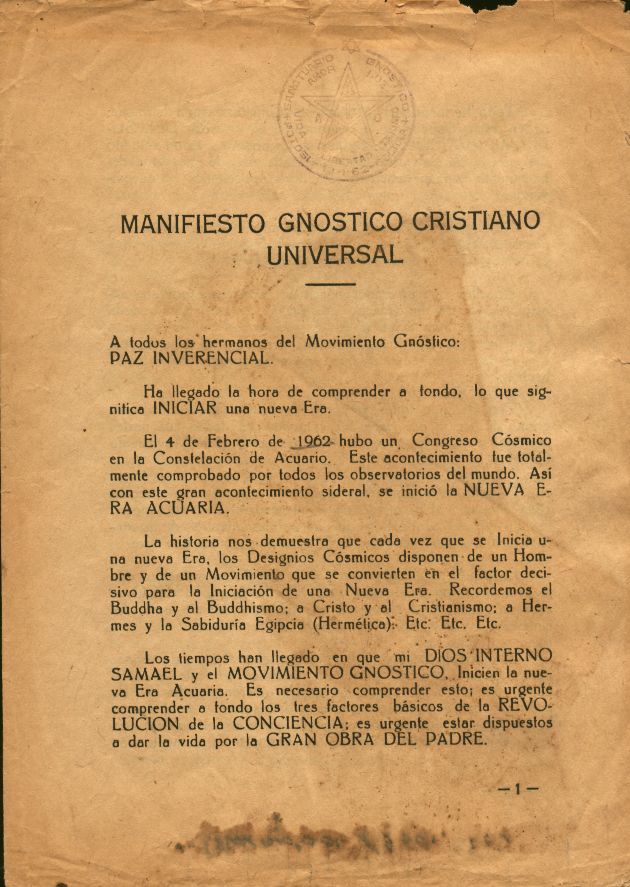 SANCTUARIO GNOSTICO
AMOR
VIDA
LIBERTAD
MANIFIESTO GNOSTICO CRISTIANO
UNIVERSAL
A todos los hermanos del Movimiento Gnóstico:
PAZ INVERENCIAL.
Ha llegado la hora de comprender a fondo, lo que sig-
nifica INICIAR una nueva Era.
El 4 de Febrero de 1962 hubo un Congreso Cósmico
en la Constelación de Acuario. Este acontecimiento fue total-
mente comprobado por todos los observatorios del mundo. Así
con este gran acontecimiento sideral, se inició la NUEVA E-
RA ACUARIA.
La historia nos demuestra que cada vez que se Inicia u-
na nueva Era, los Designios Cósmicos disponen de un Hom-
bre y de un Movimiento que se convierten en el factor deci-
sivo para la Iniciación de una Nueva Era. Recordemos el
Buddha y al Buddhismo; a Cristo y al Cristianismo; a Her-
mes y la Sabiduría Egipcia (Hermética): Etc. Etc. Etc.
Los tiempos han llegado en que mi DIOS INTERNO
SAMAEL y el MOVIMIENTO GNOSTICO, Inicien la nue-
va Era Acuaria. Es necesario comprender esto; es urgente
comprender a fondo los tres factores básicos de la REVO-
LUCION de la CONCIENCIA; es urgente estar dispuestos
a dar la vida por la GRAN OBRA DEL PADRE.
—1—